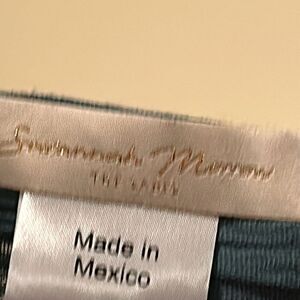 Savannah Morrow
THE LABEL
Made in
Mexico